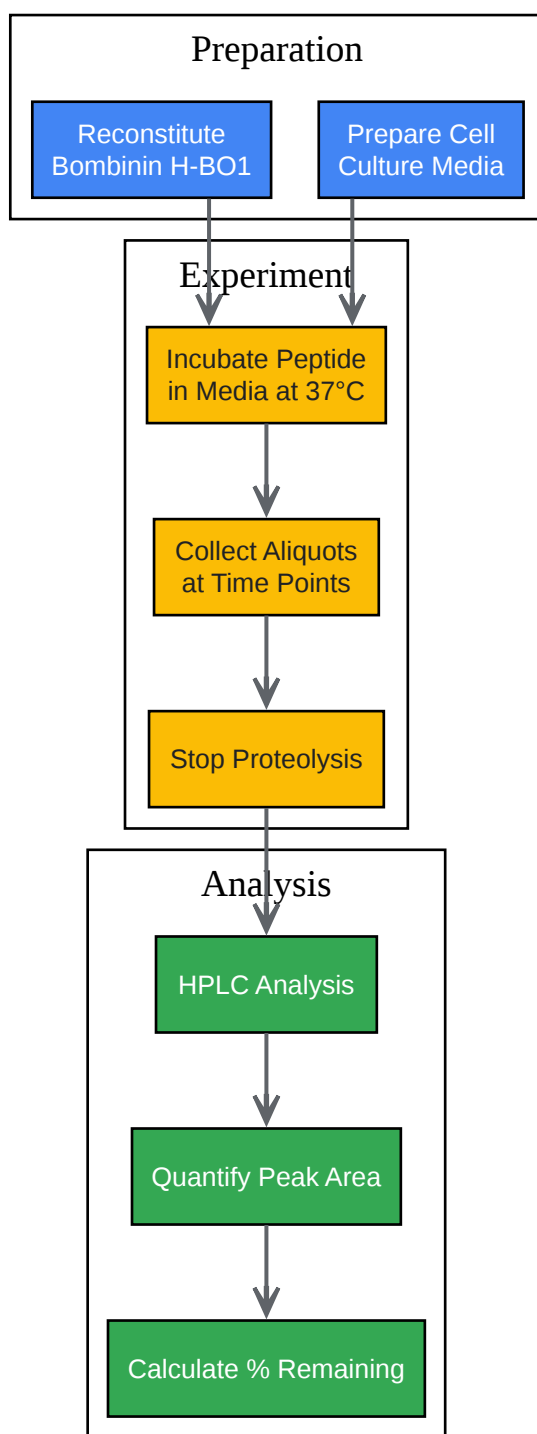 Preparation
Reconstitute
Bombinin H-BO1
Prepare Cell
Culture Media
Experiment
Incubate Peptide
in Media at 37°C
Collect Aliquots
at Time Points
Stop Proteolysis
Analysis
HPLC Analysis
Quantify Peak Area
Calculate % Remaining